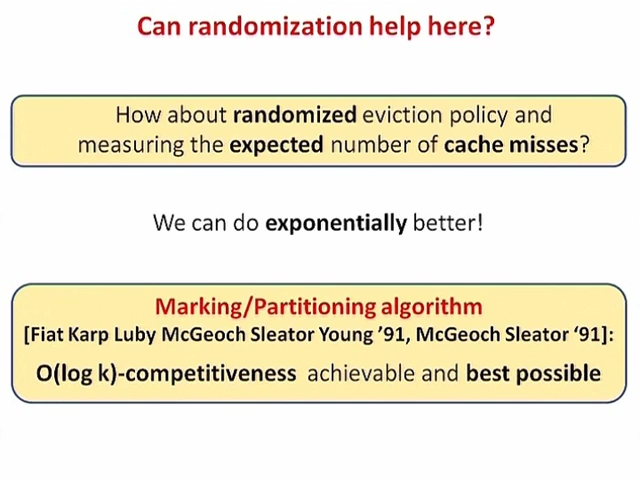 Can randomization help here?
How about randomized eviction policy and
measuring the expected number of cache misses?
We can do exponentially better!
Marking/Partitioning algorithm
[Fiat Karp Luby McGeoch Sleator Young ’91, McGeoch Sleator ‘91]:
O(log k)-competitiveness achievable and best possible